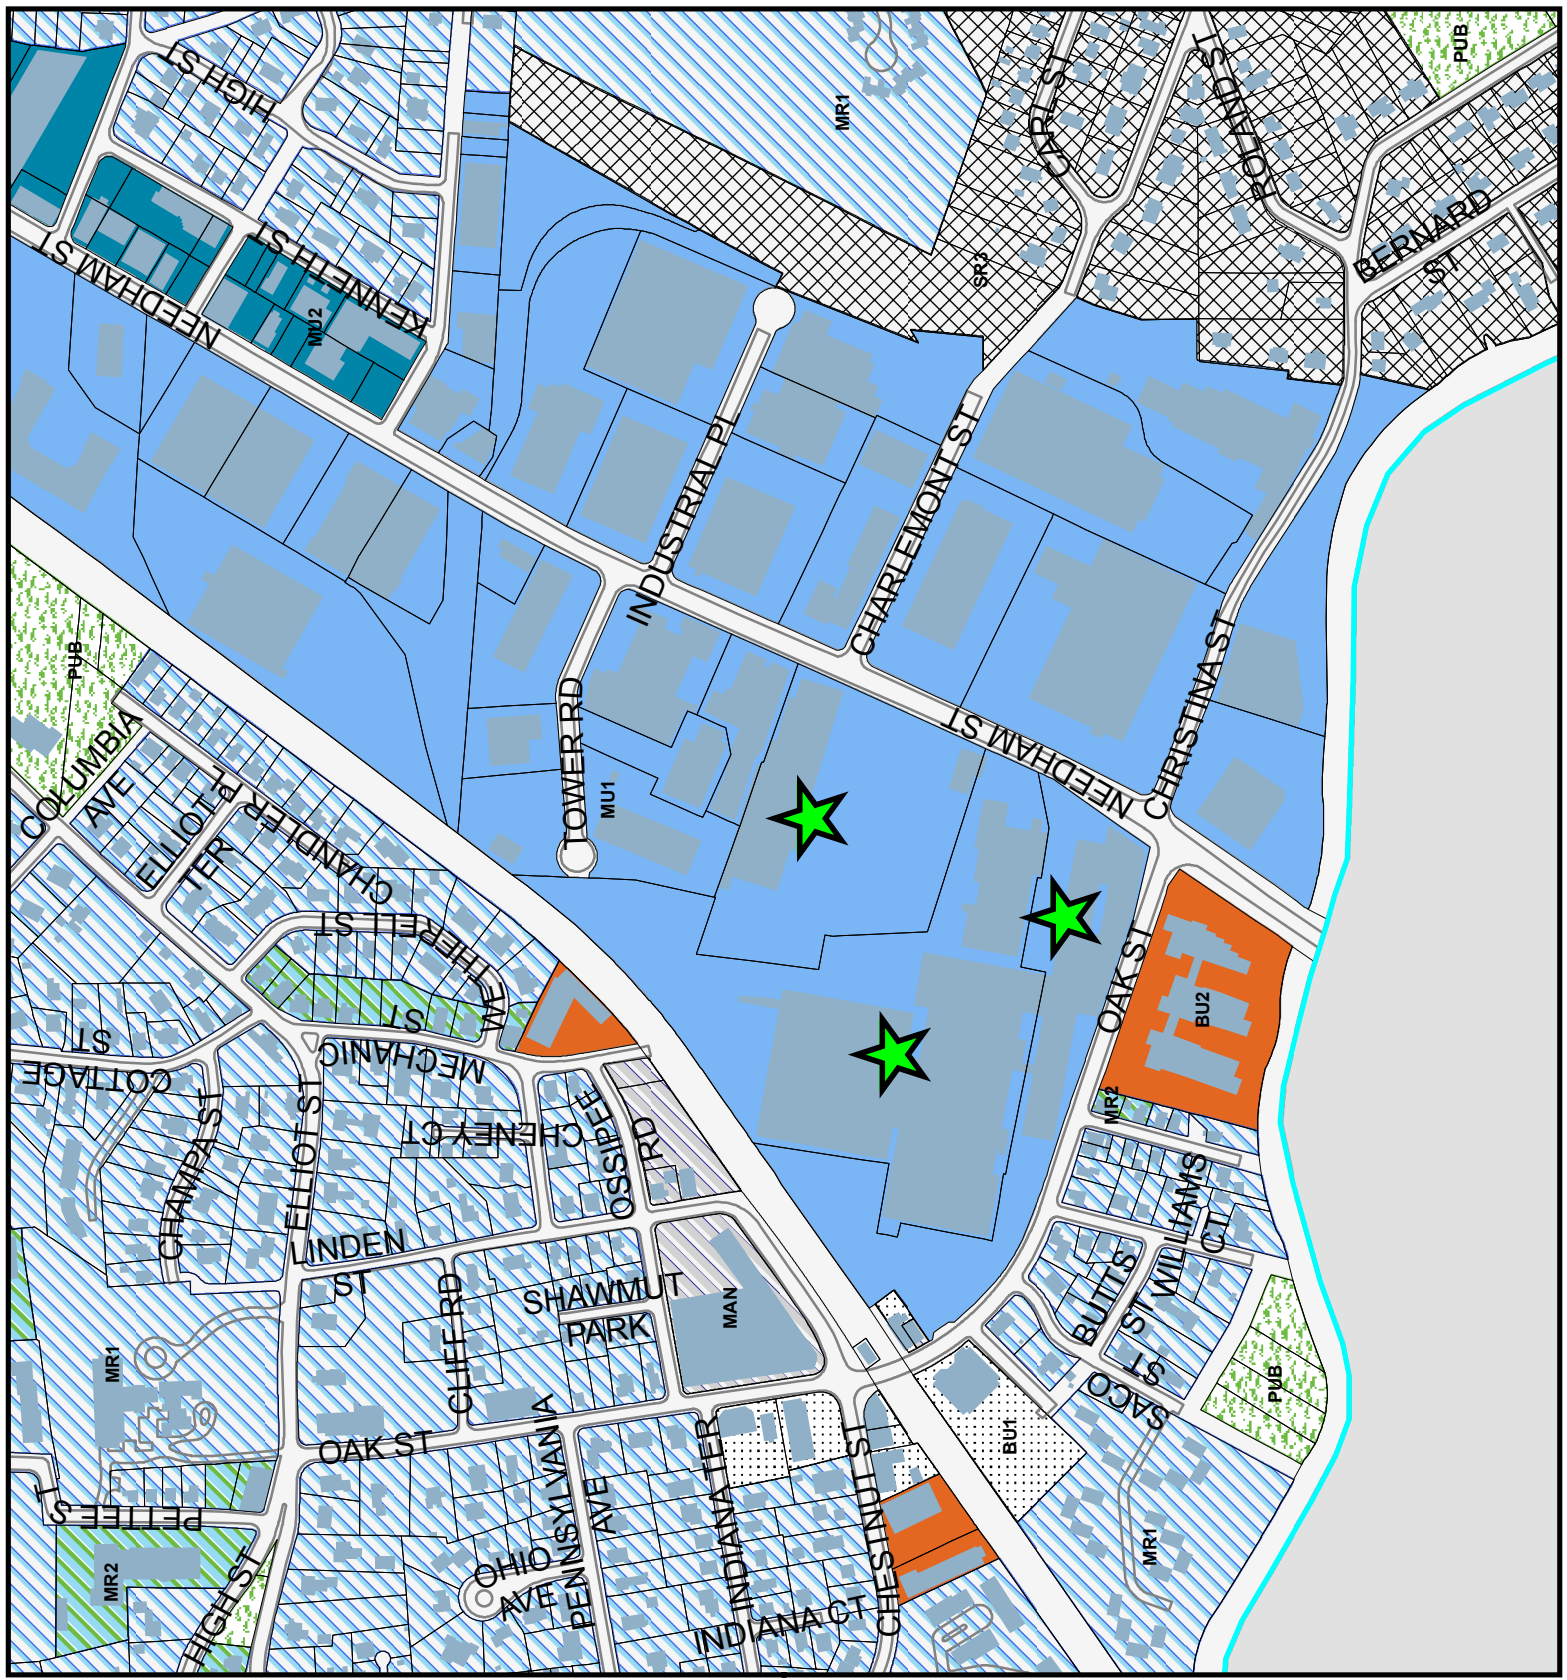 HIGH ST
PUB
CARL ST
ROLAND ST
MR1
NEEDHAM ST
KENNETH ST
MU2
SR3
BERNARD
ST
INDUSTRIAL PL
CHARLEMONT ST
CHRISTINA ST
PUB
COLUMBIA
AVE
ELLIOT
TER
CHANDLER PL
TOWER RD
MU1
NEEDHAM ST
CHANDLER PL
WETHERELL ST
MECHANIC
ST
COTTAGE
ST
OAK ST
BU2
MR2
CHAMPA ST
ELLIOT ST
CHENEY CT
OSSIPEE
RD
WILLIAMS
CT
LINDEN
ST
CLIFF RD
SHAWMUT
PARK
MAN
BUTTS
ST
SACO
ST
PUB
MR1
OAK ST
PENNSYLVANIA
AVE
INDIANA TER
CHESTNUT ST
BU1
PETTEE
ST
MR2
HIGH ST
OHIO
AVE
INDIANA CT
MR1